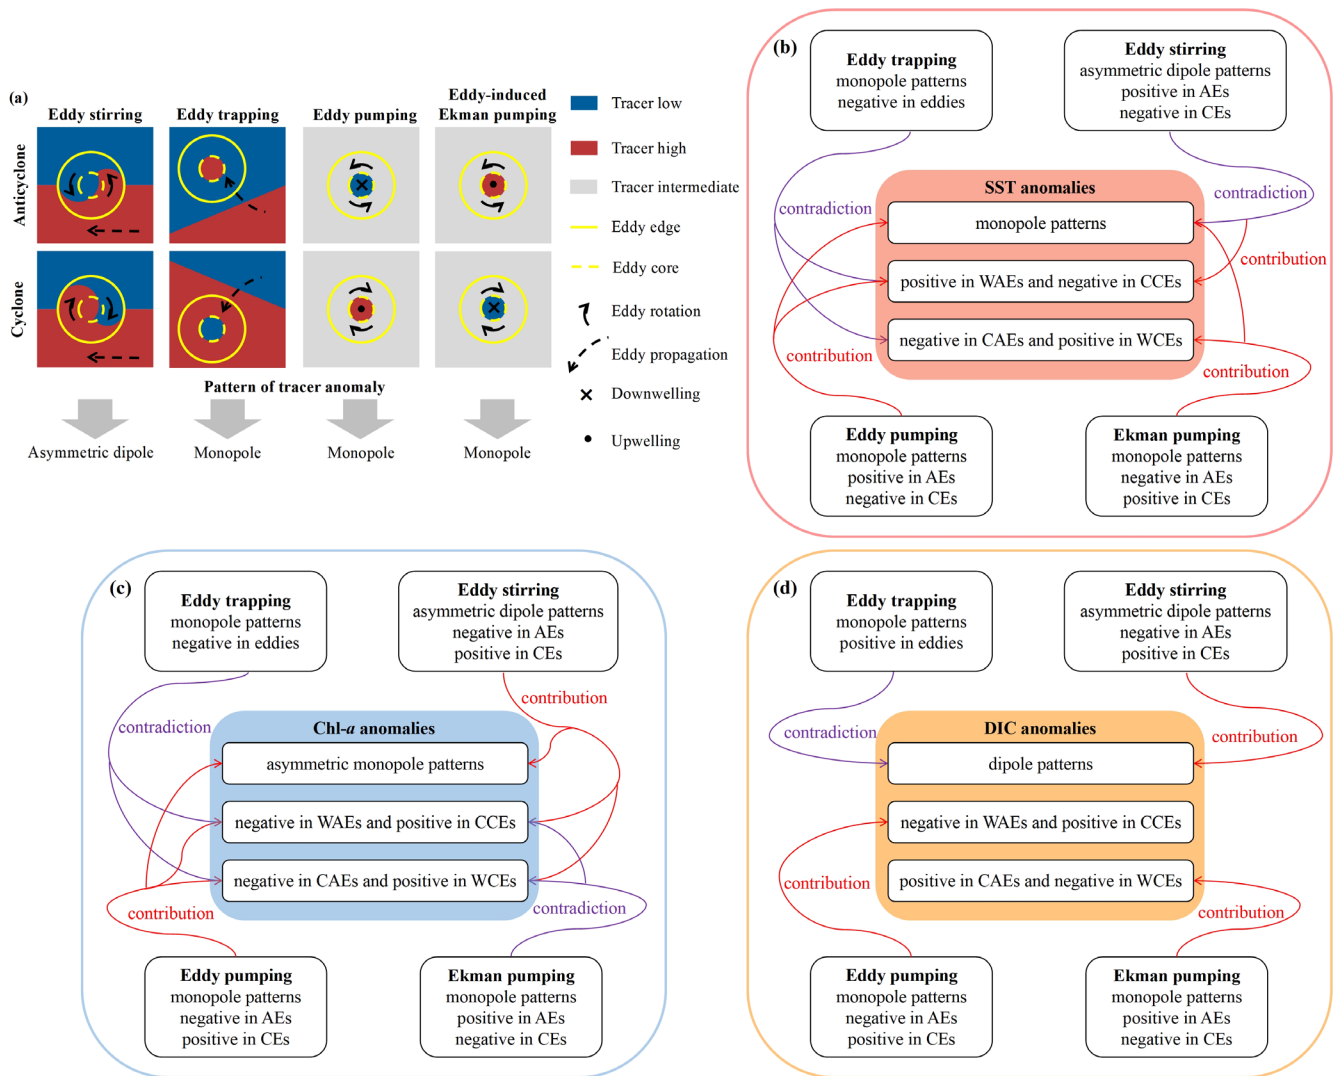 (a)
Eddy stirring
Eddy trapping
Eddy pumping
Eddy-induced
Ekman pumping
Anticyclone
Cyclone
Pattern of tracer anomaly
Asymmetric dipole
Monopole
Monopole
Monopole
Tracer low
Tracer high
Tracer intermediate
Eddy edge
Eddy core
Eddy rotation
Eddy propagation
Downwelling
Upwelling
(b)
Eddy trapping
monopole patterns
negative in eddies
Eddy stirring
asymmetric dipole patterns
positive in AEs
negative in CEs
SST anomalies
monopole patterns
positive in WAEs and negative in CCEs
negative in CAEs and positive in WCEs
contradiction
contradiction
contribution
contribution
contribution
Eddy pumping
monopole patterns
positive in AEs
negative in CEs
Ekman pumping
monopole patterns
negative in AEs
positive in CEs
(c)
Eddy trapping
monopole patterns
negative in eddies
Eddy stirring
asymmetric dipole patterns
negative in AEs
positive in CEs
contribution
contradiction
Chl-a anomalies
asymmetric monopole patterns
negative in WAEs and positive in CCEs
negative in CAEs and positive in WCEs
contribution
contradiction
Eddy pumping
monopole patterns
negative in AEs
positive in CEs
Ekman pumping
monopole patterns
positive in AEs
negative in CEs
(d)
Eddy trapping
monopole patterns
positive in eddies
Eddy stirring
asymmetric dipole patterns
negative in AEs
positive in CEs
contradiction
contribution
DIC anomalies
dipole patterns
negative in WAEs and positive in CCEs
positive in CAEs and negative in WCEs
contribution
contribution
Eddy pumping
monopole patterns
negative in AEs
positive in CEs
Ekman pumping
monopole patterns
positive in AEs
negative in CEs